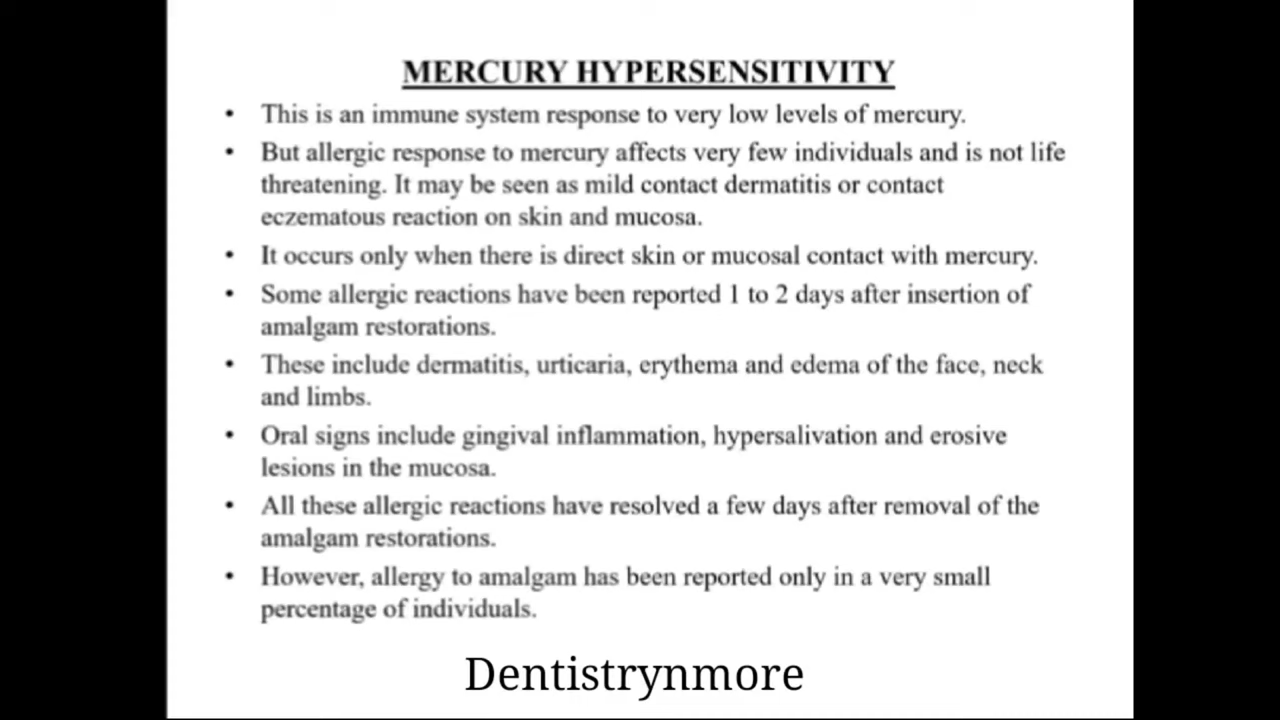 MERCURY HYPERSENSITIVITY
• This is an immune system response to very low levels of mercury.
• But allergic response to mercury affects very few individuals and is not life
threatening. It may be seen as mild contact dermatitis or contact
eczematous reaction on skin and mucosa.
• It occurs only when there is direct skin or mucosal contact with mercury.
• Some allergic reactions have been reported 1 to 2 days after insertion of
amalgam restorations.
• These include dermatitis, urticaria, erythema and edema of the face, neck
and limbs.
• Oral signs include gingival inflammation, hypersalivation and erosive
lesions in the mucosa.
• All these allergic reactions have resolved a few days after removal of the
amalgam restorations.
• However, allergy to amalgam has been reported only in a very small
percentage of individuals.
Dentistrynmore